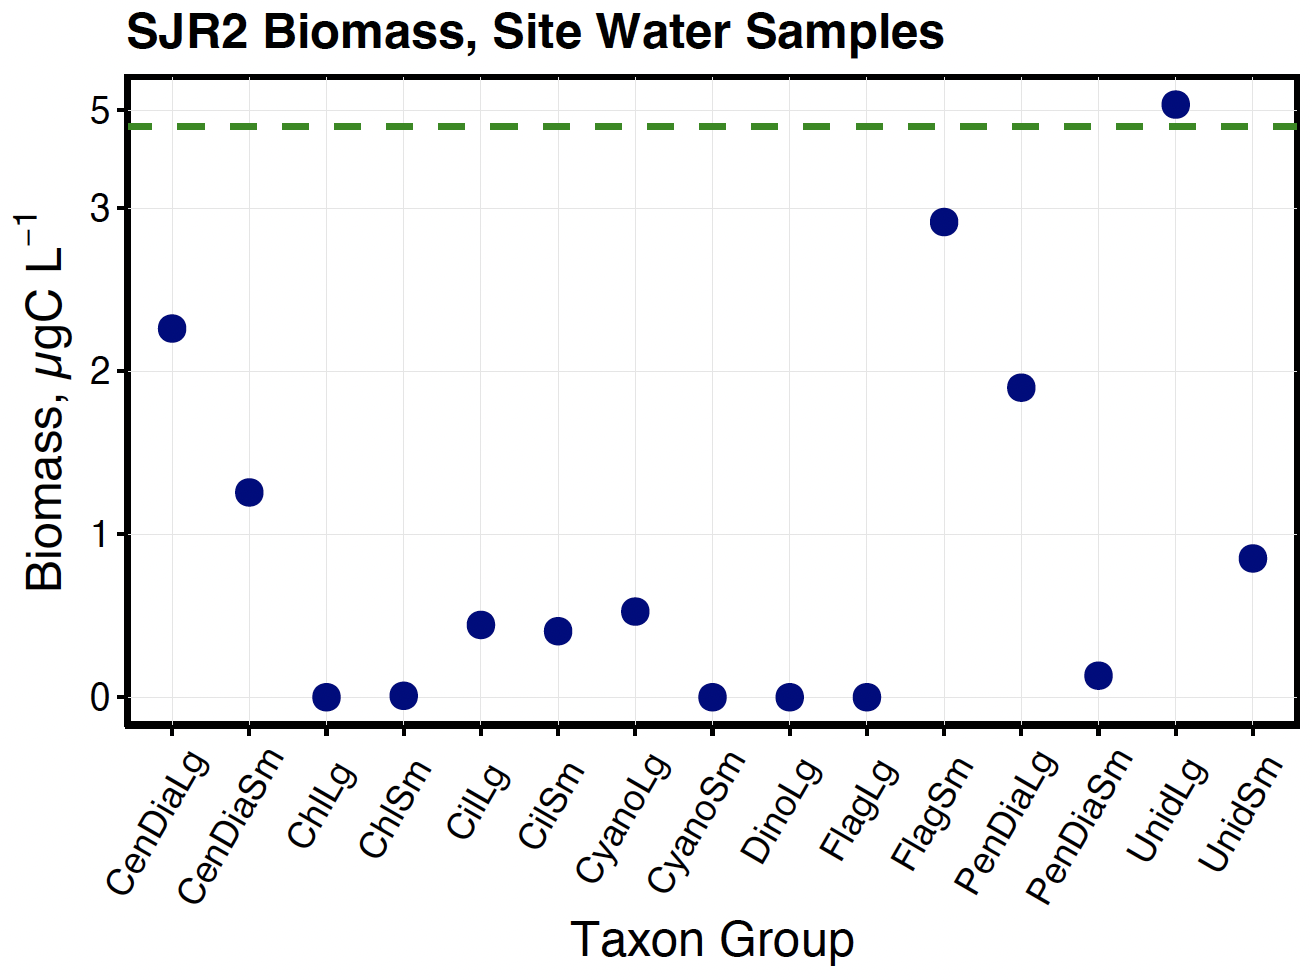 SJR2 Biomass, Site Water Samples
5
3
2
1
0
Biomass, µgC L⁻¹
CenDiaLg
CenDiaSm
ChlLg
ChlSm
CilLg
CilSm
CyanoLg
CyanoSm
DinoLg
FlagLg
FlagSm
PenDiaLg
PenDiaSm
UnidLg
UnidSm
Taxon Group